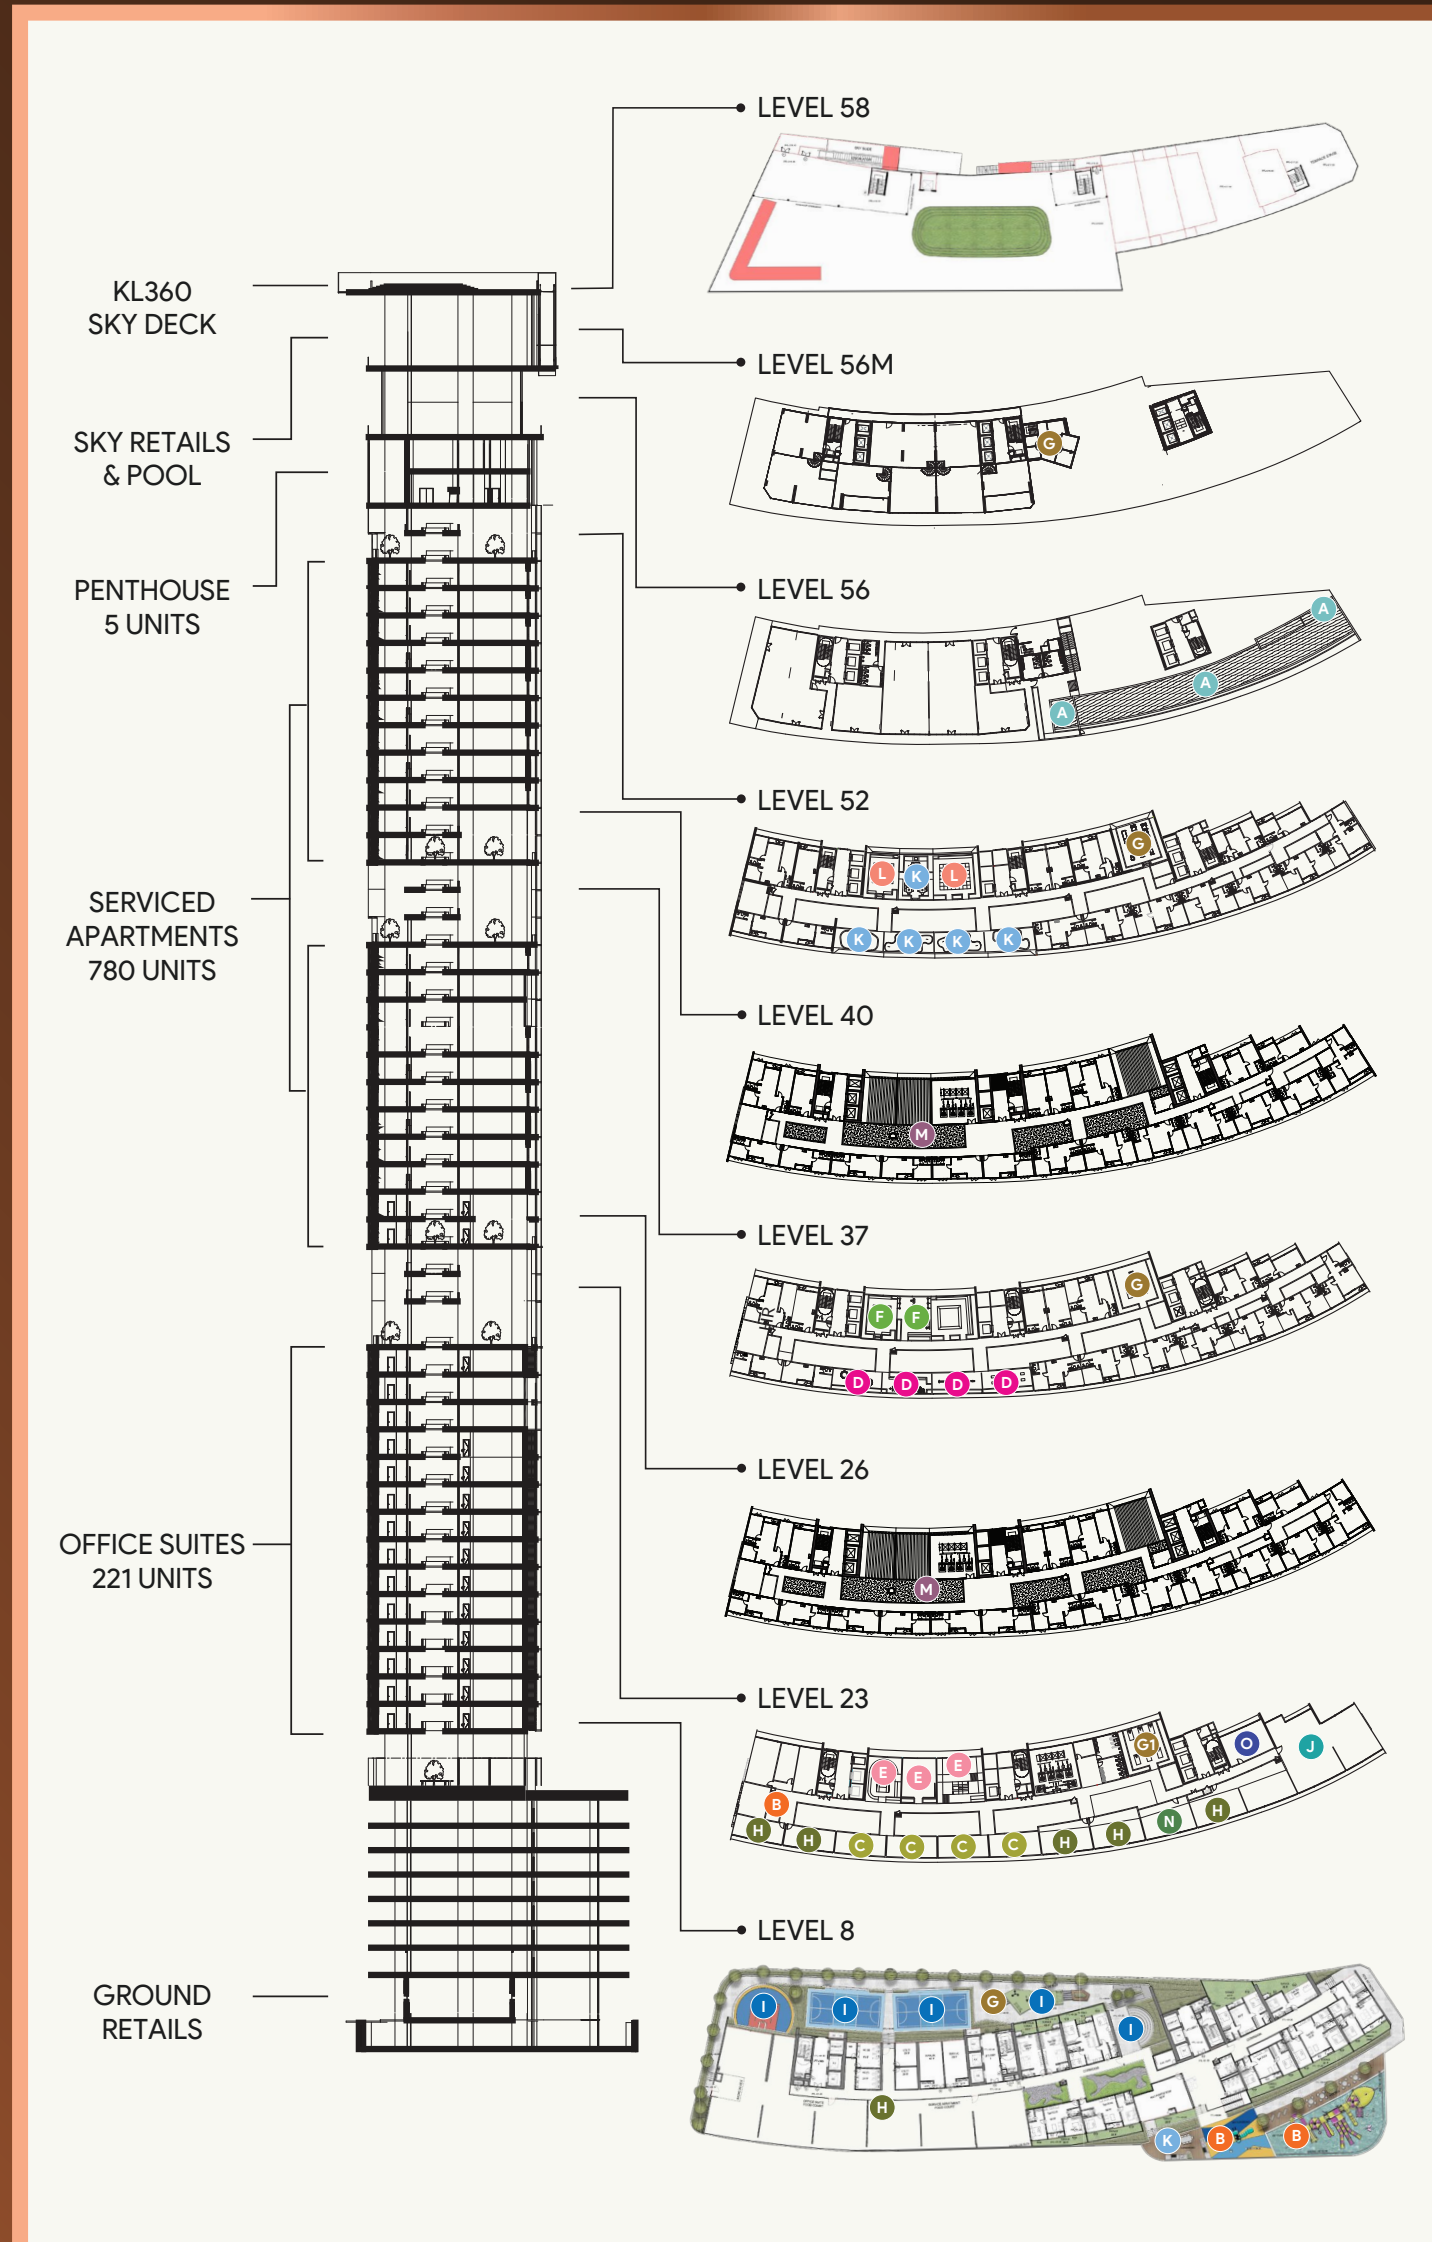 KL360
SKY DECK
SKY RETAILS
& POOL
PENTHOUSE
5 UNITS
SERVICED
APARTMENTS
780 UNITS
OFFICE SUITES
221 UNITS
GROUND
RETAILS
LEVEL 58
LEVEL 56M
G
LEVEL 56
A
A
A
LEVEL 52
G
L
K
L
K
K
K
K
LEVEL 40
M
LEVEL 37
G
F
F
D
D
D
D
LEVEL 26
M
LEVEL 23
G1
O
J
E
E
E
B
H
H
C
C
C
C
H
H
N
H
LEVEL 8
I
I
I
G
I
I
H
K
B
B